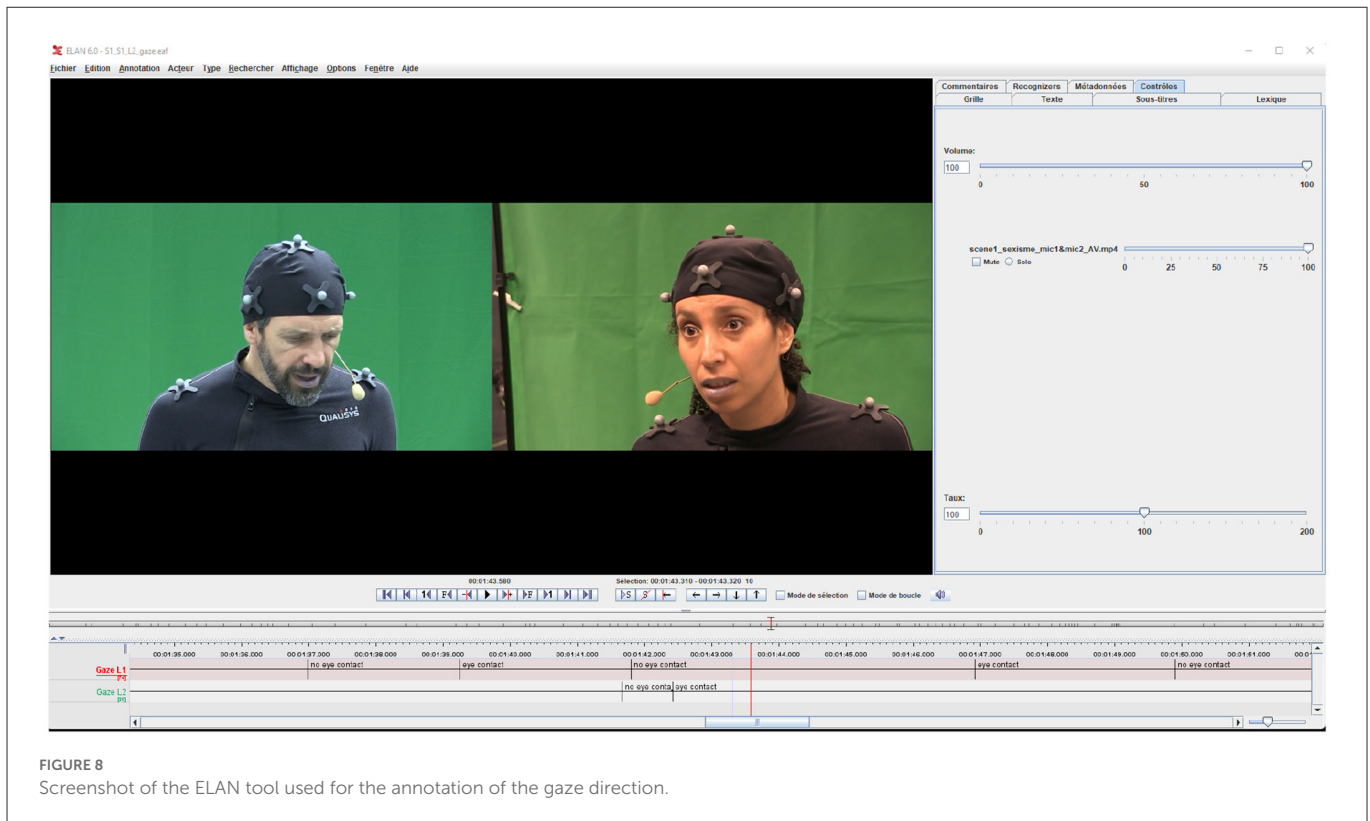 ELAN 6.0 - S1_S1_L2_gaze.eaf
Fichier Edition Annotation Acteur Type Rechercher Affichage Options Fenêtre Aide
Commentaires Recognizers Métadonnées Contrôles
Grille Texte Sous-titres Lexique
Volume:
100
0 50 100
scene1_sexisme_mic1&mic2_AV.mp4
Mute Solo
0 25 50 75 100
QUALISYS
Taux:
100
0 100 200
00:01:43.580 Sélection: 00:01:43.310 - 00:01:43.320 10
Mode de sélection Mode de boucle
00:01:35.000 00:01:36.000 00:01:37.000 00:01:38.000 00:01:39.000 00:01:40.000 00:01:41.000 00:01:42.000 00:01:43.000 00:01:44.000 00:01:45.000 00:01:46.000 00:01:47.000 00:01:48.000 00:01:49.000 00:01:50.000 00:01:51.000
Gaze L1 no eye contact eye contact no eye contact eye contact no eye contact
Gaze L2 no eye conta eye contact
FIGURE 8
Screenshot of the ELAN tool used for the annotation of the gaze direction.